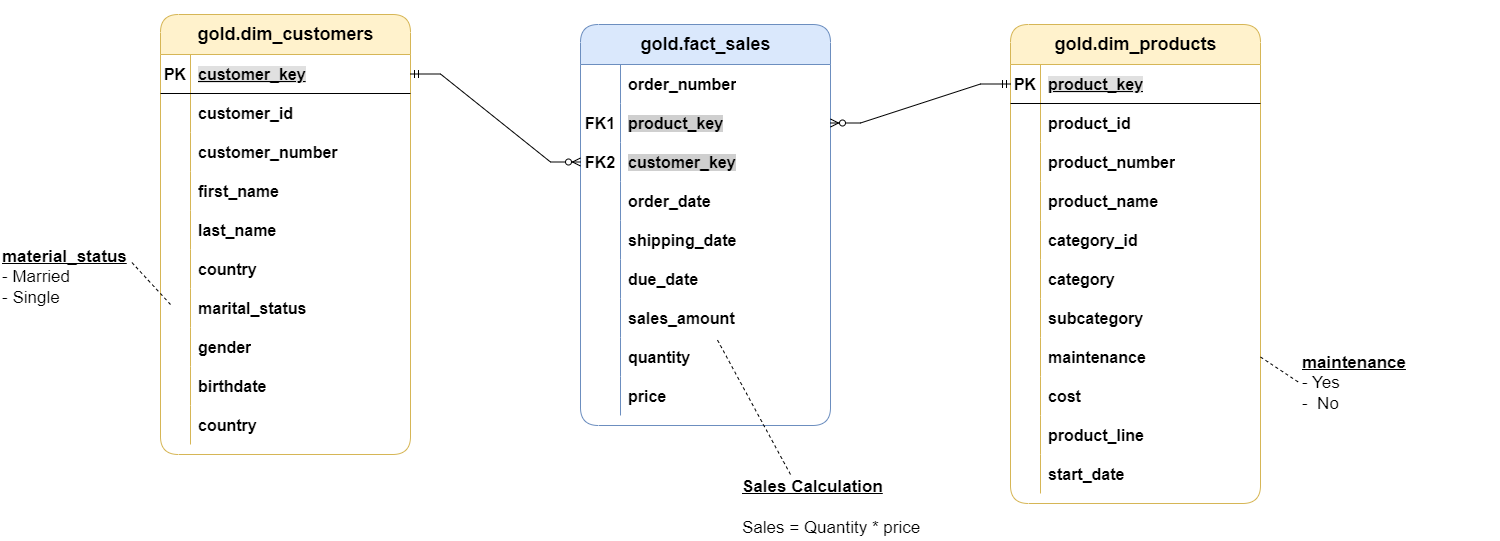 gold.dim_customers
PK customer_key
customer_id
customer_number
first_name
last_name
country
marital_status
gender
birthdate
country
material_status
- Married
- Single
gold.fact_sales
order_number
FK1 product_key
FK2 customer_key
order_date
shipping_date
due_date
sales_amount
quantity
price
Sales Calculation
Sales = Quantity * price
gold.dim_products
PK product_key
product_id
product_number
product_name
category_id
category
subcategory
maintenance
cost
product_line
start_date
maintenance
- Yes
- No